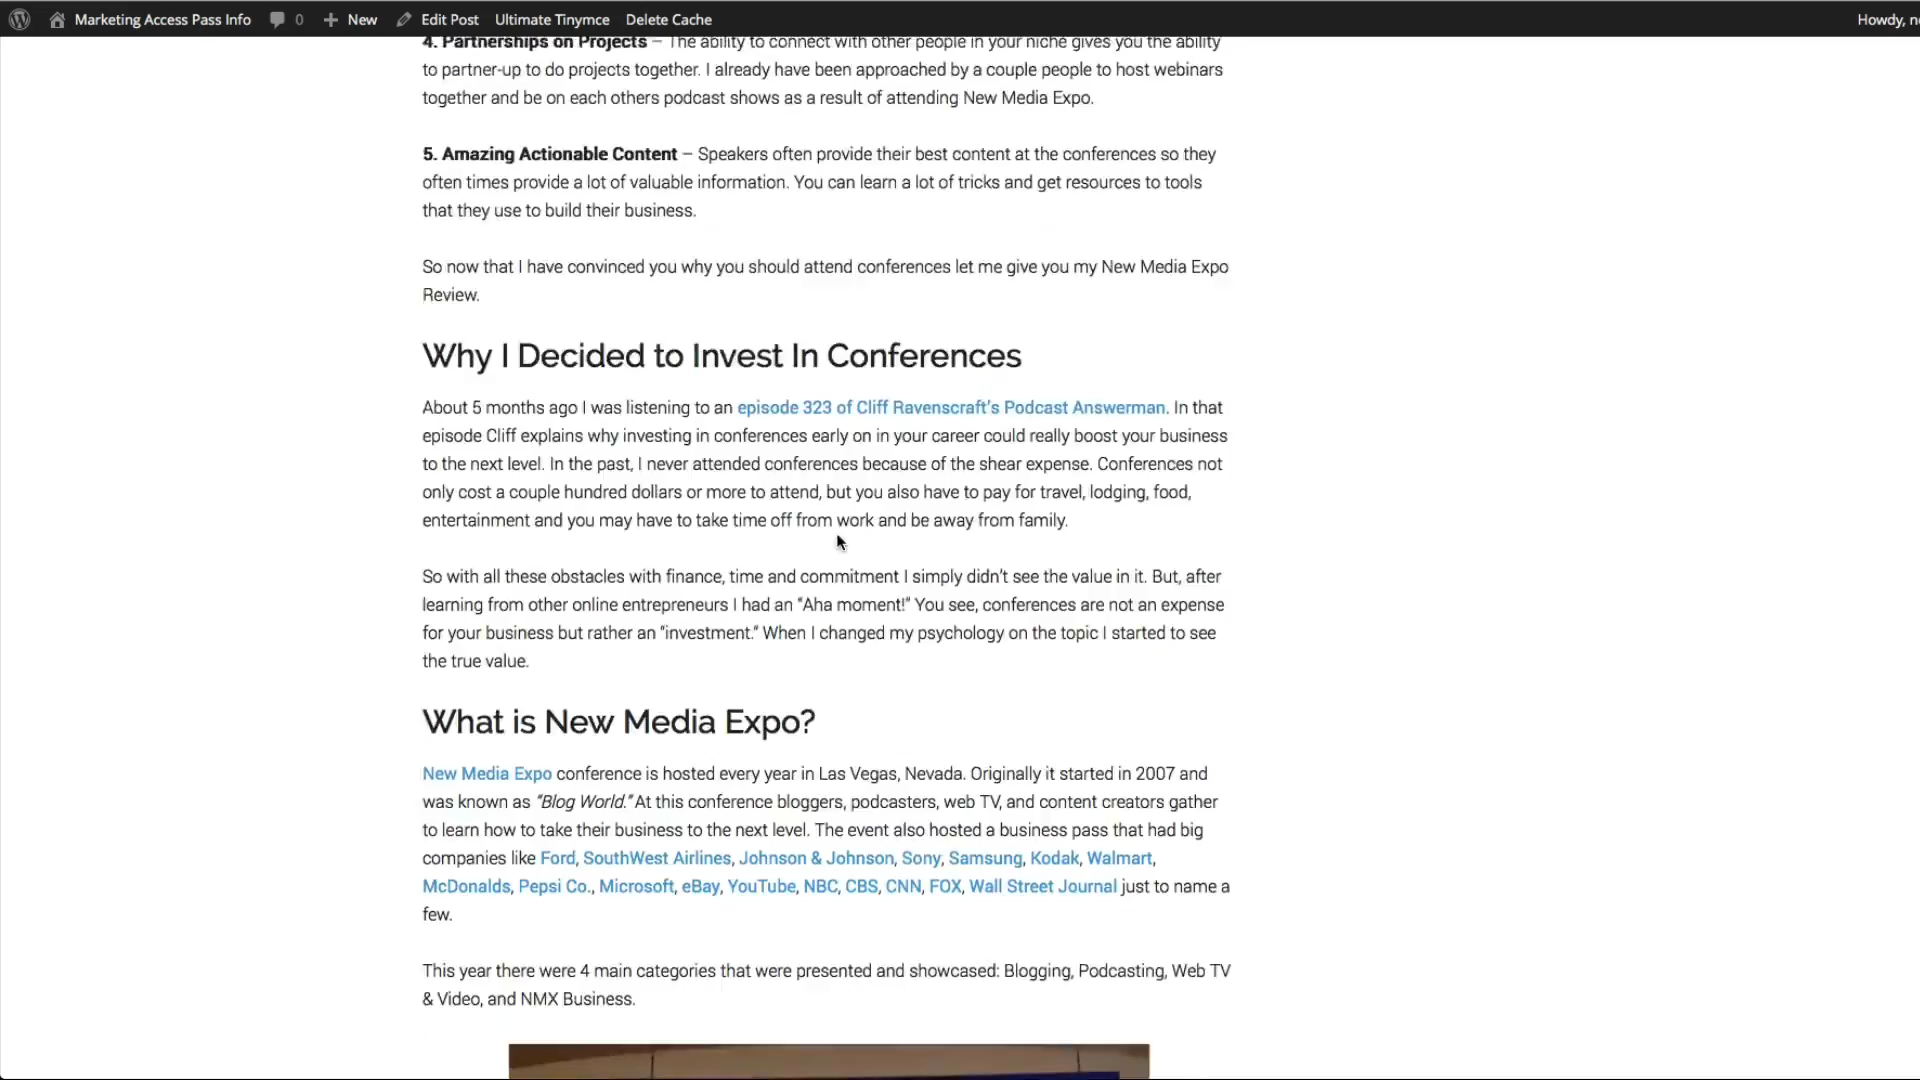 Marketing Access Pass Info 0 New Edit Post Ultimate Tinymce Delete Cache Howdy,
4. Partnerships on Projects – The ability to connect with other people in your niche gives you the ability
to partner-up to do projects together. I already have been approached by a couple people to host webinars
together and be on each others podcast shows as a result of attending New Media Expo.
5. Amazing Actionable Content – Speakers often provide their best content at the conferences so they
often times provide a lot of valuable information. You can learn a lot of tricks and get resources to tools
that they use to build their business.
So now that I have convinced you why you should attend conferences let me give you my New Media Expo
Review.
Why I Decided to Invest In Conferences
About 5 months ago I was listening to an episode 323 of Cliff Ravenscraft's Podcast Answerman. In that
episode Cliff explains why investing in conferences early on in your career could really boost your business
to the next level. In the past, I never attended conferences because of the shear expense. Conferences not
only cost a couple hundred dollars or more to attend, but you also have to pay for travel, lodging, food,
entertainment and you may have to take time off from work and be away from family.
So with all these obstacles with finance, time and commitment I simply didn't see the value in it. But, after
learning from other online entrepreneurs I had an "Aha moment!" You see, conferences are not an expense
for your business but rather an "investment." When I changed my psychology on the topic I started to see
the true value.
What is New Media Expo?
New Media Expo conference is hosted every year in Las Vegas, Nevada. Originally it started in 2007 and
was known as "Blog World." At this conference bloggers, podcasters, web TV, and content creators gather
to learn how to take their business to the next level. The event also hosted a business pass that had big
companies like Ford, SouthWest Airlines, Johnson & Johnson, Sony, Samsung, Kodak, Walmart,
McDonalds, Pepsi Co., Microsoft, eBay, YouTube, NBC, CBS, CNN, FOX, Wall Street Journal just to name a
few.
This year there were 4 main categories that were presented and showcased: Blogging, Podcasting, Web TV
& Video, and NMX Business.